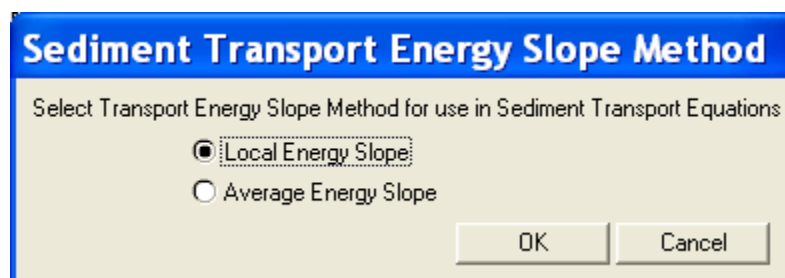 Sediment Transport Energy Slope Method
Select Transport Energy Slope Method for use in Sediment Transport Equations
Local Energy Slope
Average Energy Slope
OK Cancel